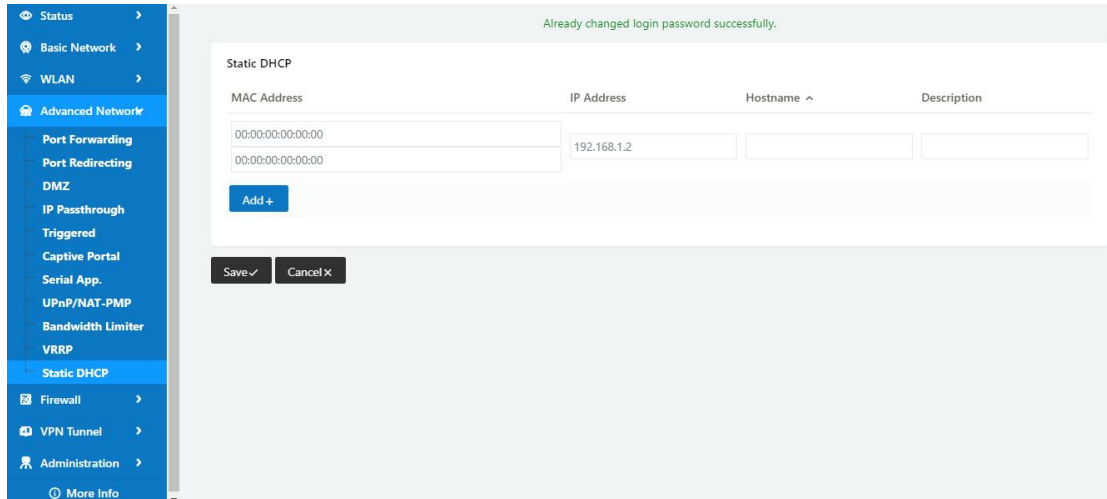 Status
Basic Network
WLAN
Advanced Network
Port Forwarding
Port Redirecting
DMZ
IP Passthrough
Triggered
Captive Portal
Serial App.
UPnP/NAT-PMP
Bandwidth Limiter
VRRP
Static DHCP
Firewall
VPN Tunnel
Administration
More Info
Already changed login password successfully.
Static DHCP
MAC Address IP Address Hostname Description
00:00:00:00:00:00
192.168.1.2
00:00:00:00:00:00
Add +
Save Cancel